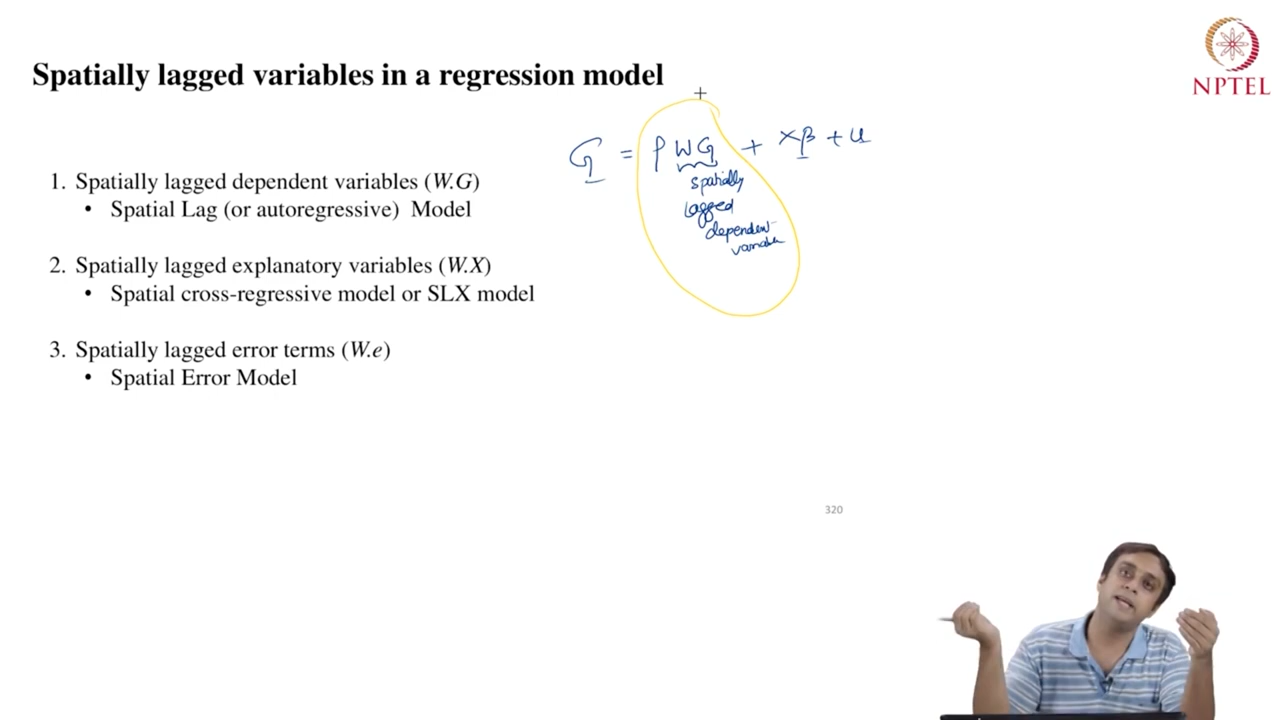 NPTEL
Spatially lagged variables in a regression model
G = ρWG + Xβ + u
spatially
lagged
dependent
variable
1. Spatially lagged dependent variables (W.G)
• Spatial Lag (or autoregressive) Model
2. Spatially lagged explanatory variables (W.X)
• Spatial cross-regressive model or SLX model
3. Spatially lagged error terms (W.e)
• Spatial Error Model
320